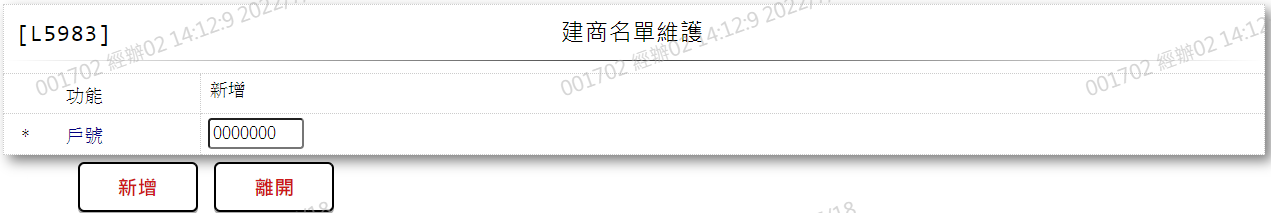 [L5983] 建商名單維護
001702 經辦02 14:12:9 2022/
001702 經辦02 14:12:9 2022/
001702 經辦02 14:12
功能 新增
* 戶號 0000000
新增 離開